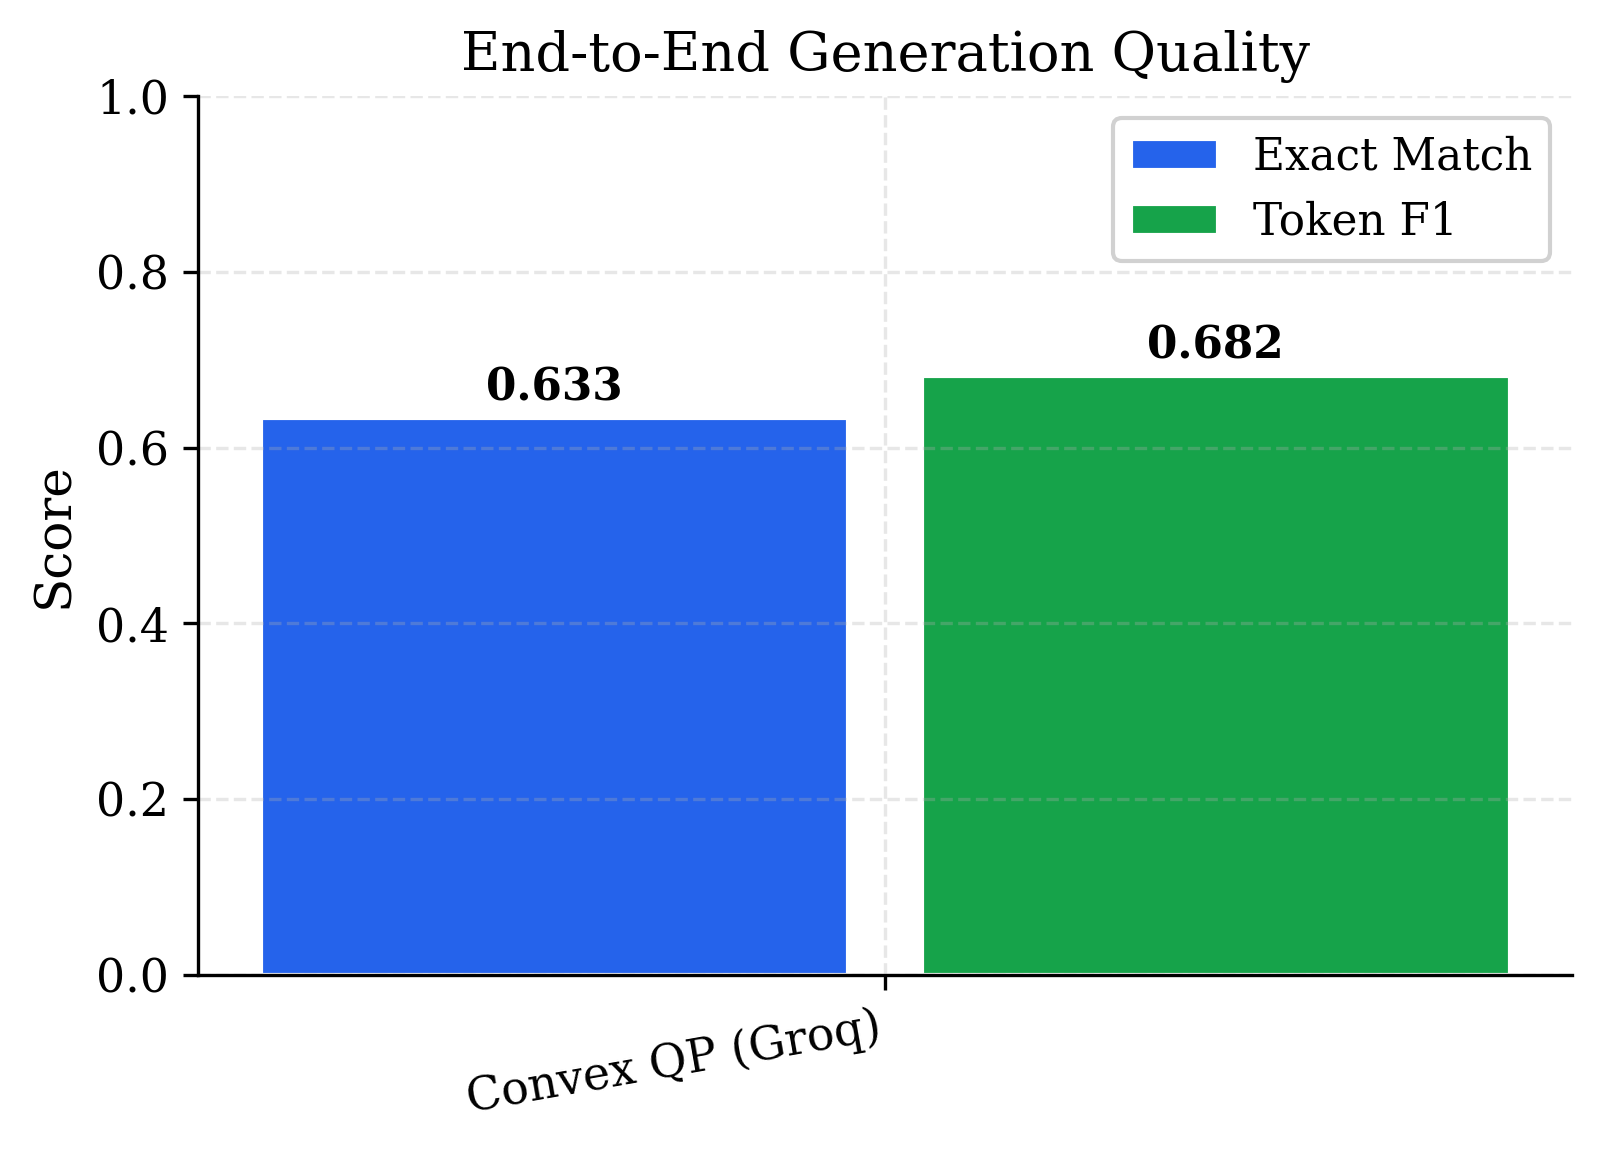 End-to-End Generation Quality
1.0
0.8
0.6
0.4
0.2
0.0
Score
Exact Match
Token F1
0.633
0.682
Convex QP (Groq)